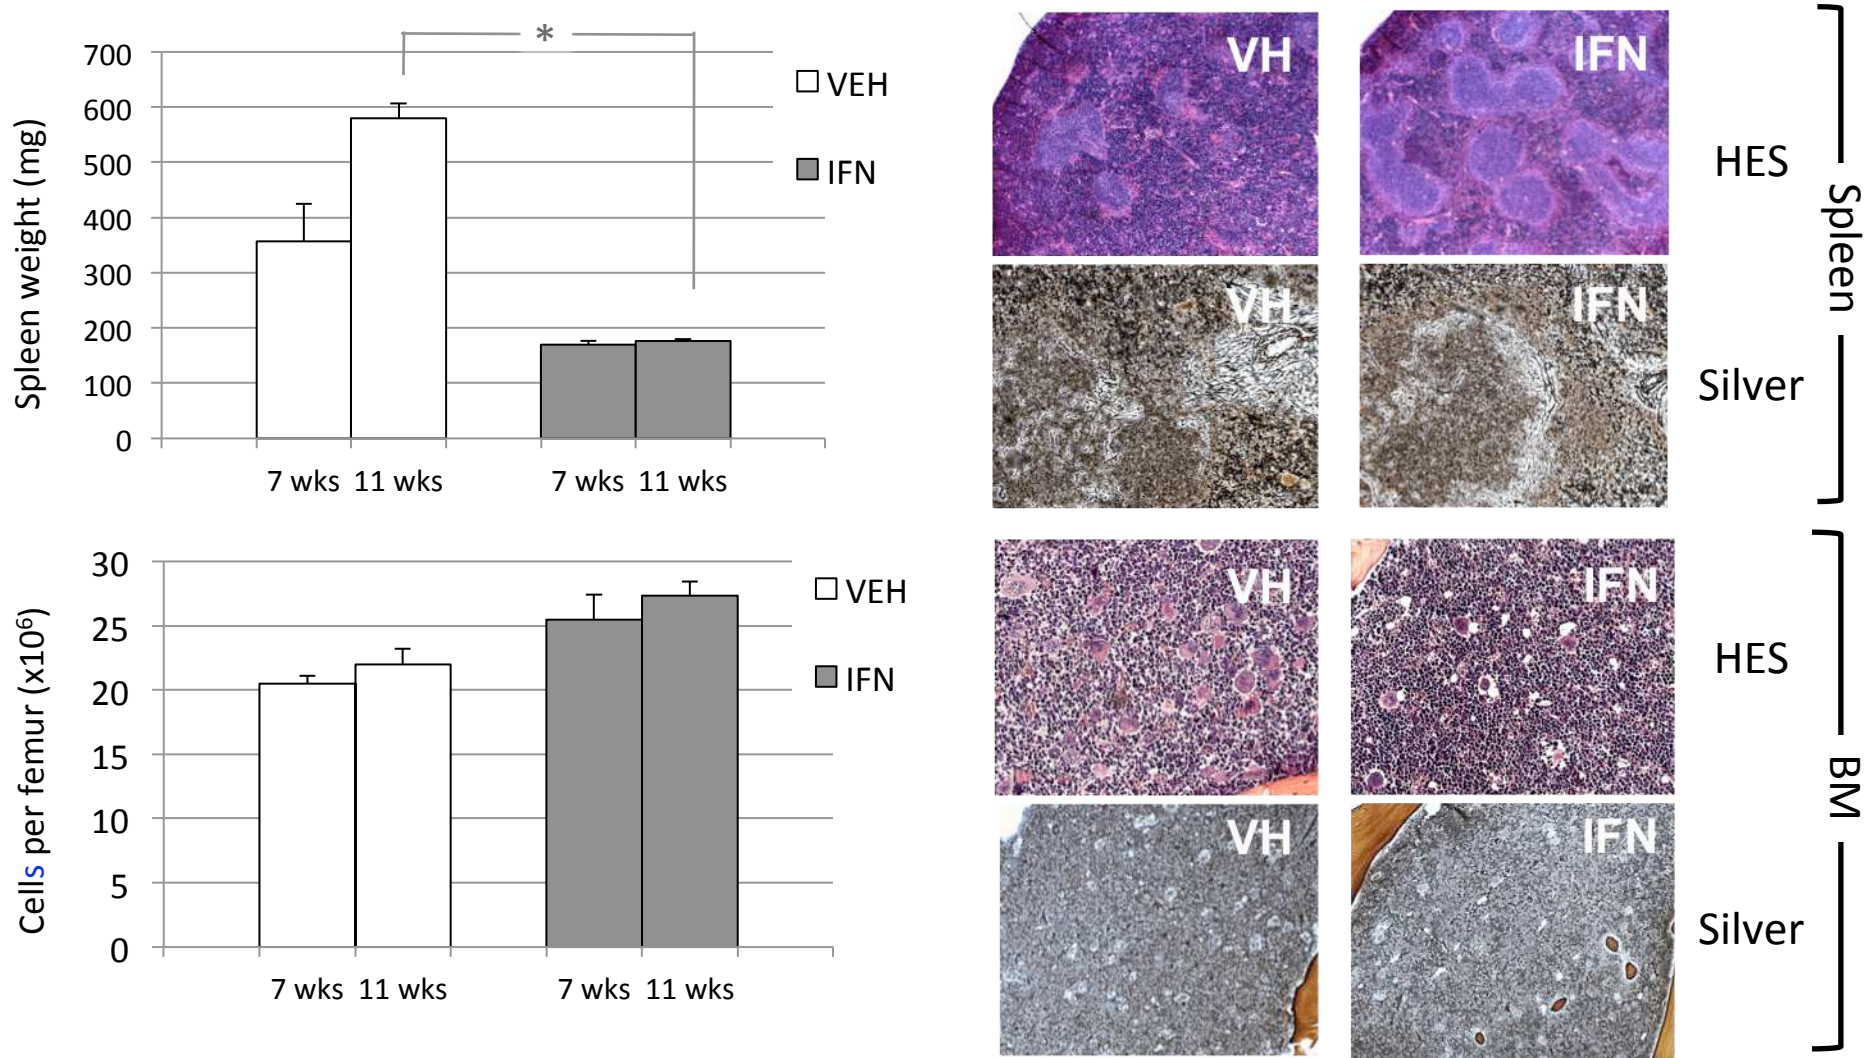 *
700
600
500
400
300
200
100
0
Spleen weight (mg)
7 wks 11 wks 7 wks 11 wks
VEH
IFN
30
25
20
15
10
5
0
Cells per femur (x10⁶)
7 wks 11 wks 7 wks 11 wks
VEH
IFN
VH IFN
HES
VH IFN
Silver
Spleen
VH IFN
HES
VH IFN
Silver
BM